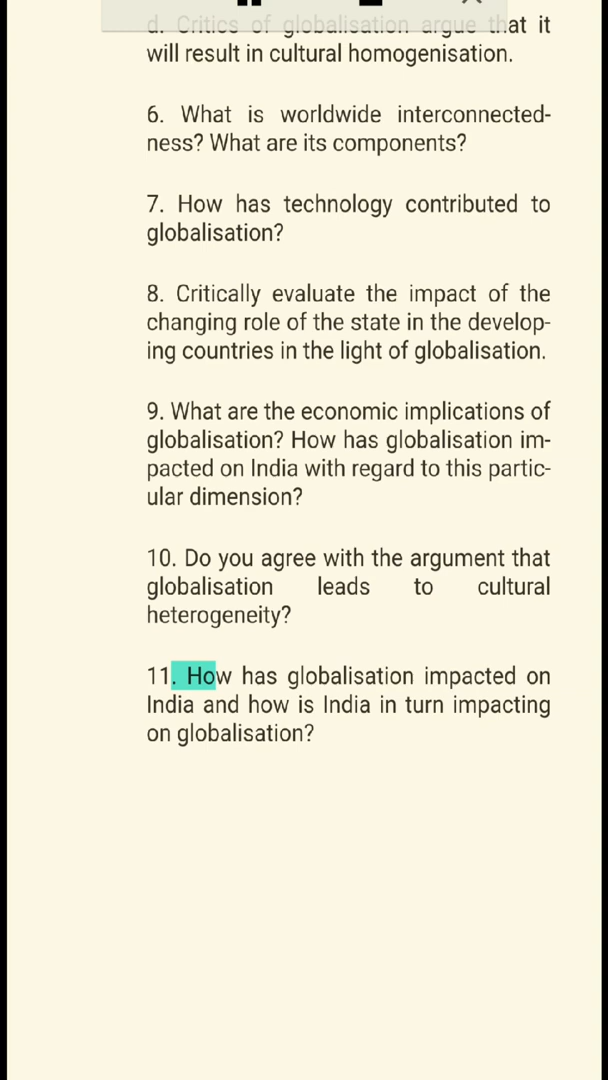 d. Critics of globalisation argue that it
will result in cultural homogenisation.
6. What is worldwide interconnected-
ness? What are its components?
7. How has technology contributed to
globalisation?
8. Critically evaluate the impact of the
changing role of the state in the develop-
ing countries in the light of globalisation.
9. What are the economic implications of
globalisation? How has globalisation im-
pacted on India with regard to this partic-
ular dimension?
10. Do you agree with the argument that
globalisation leads to cultural
heterogeneity?
11. How has globalisation impacted on
India and how is India in turn impacting
on globalisation?